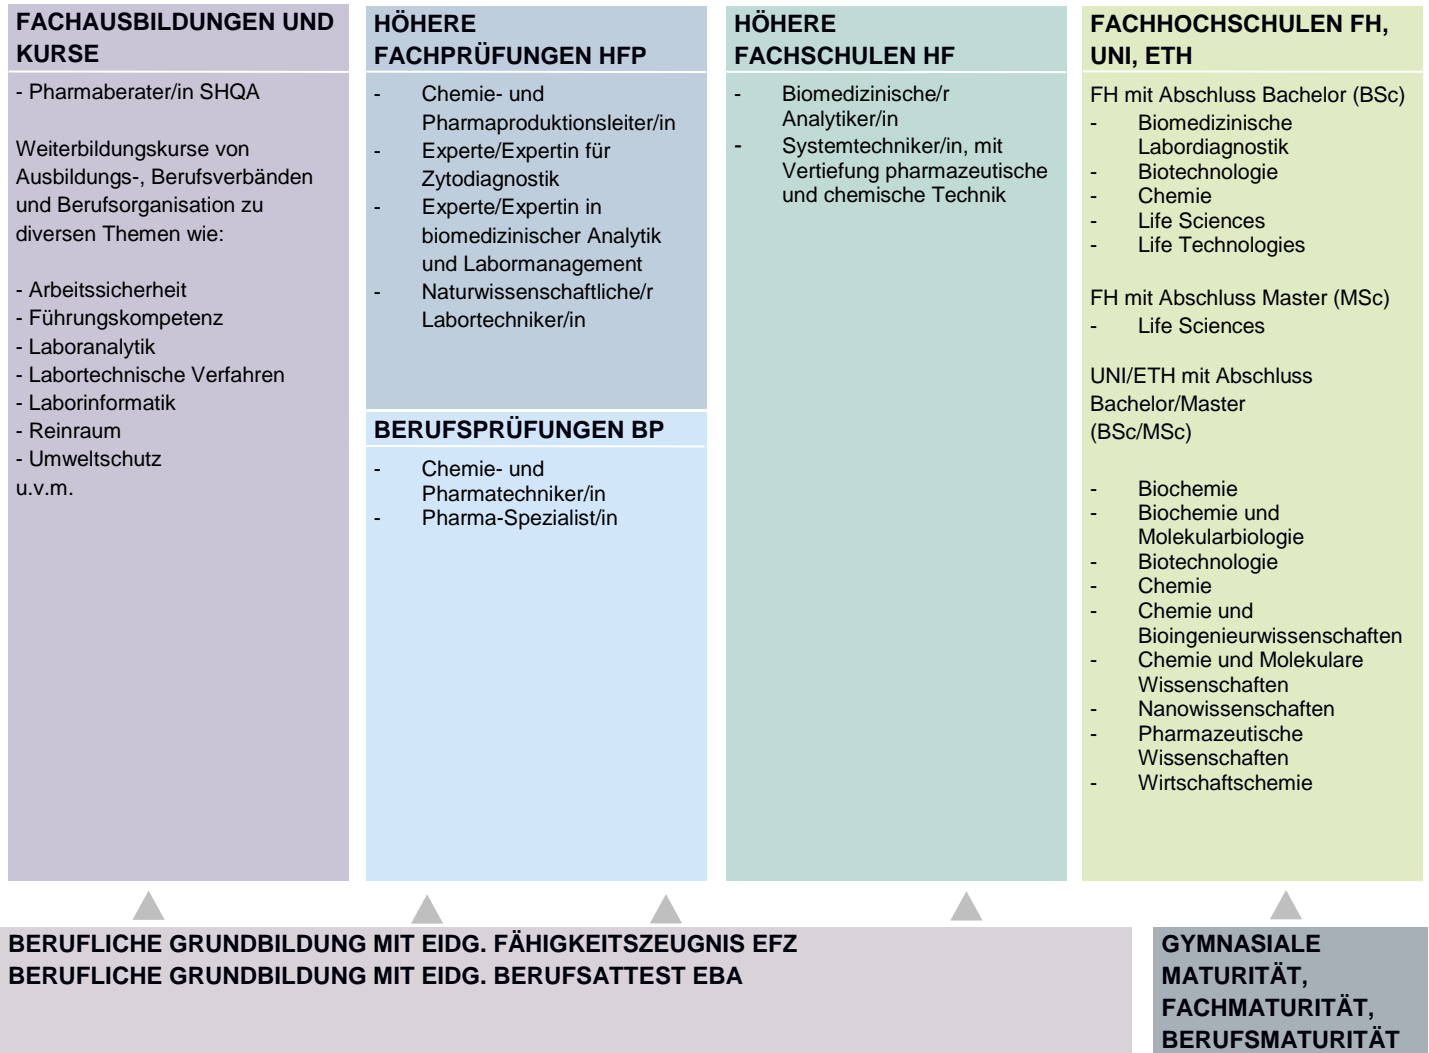 FACHAUSBILDUNGEN UND
KURSE
- Pharmaberater/in SHQA
Weiterbildungskurse von
Ausbildungs-, Berufsverbänden
und Berufsorganisation zu
diversen Themen wie:
- Arbeitssicherheit
- Führungskompetenz
- Laboranalytik
- Labortechnische Verfahren
- Laborinformatik
- Reinraum
- Umweltschutz
u.v.m.
HÖHERE
FACHPRÜFUNGEN HFP
- Chemie- und
Pharmaproduktionsleiter/in
- Experte/Expertin für
Zytodiagnostik
- Experte/Expertin in
biomedizinischer Analytik
und Labormanagement
- Naturwissenschaftliche/r
Labortechniker/in
BERUFSPRÜFUNGEN BP
- Chemie- und
Pharmatechniker/in
- Pharma-Spezialist/in
HÖHERE
FACHSCHULEN HF
- Biomedizinische/r
Analytiker/in
- Systemtechniker/in, mit
Vertiefung pharmazeutische
und chemische Technik
FACHHOCHSCHULEN FH,
UNI, ETH
FH mit Abschluss Bachelor (BSc)
- Biomedizinische
Labordiagnostik
- Biotechnologie
- Chemie
- Life Sciences
- Life Technologies
FH mit Abschluss Master (MSc)
- Life Sciences
UNI/ETH mit Abschluss
Bachelor/Master
(BSc/MSc)
- Biochemie
- Biochemie und
Molekularbiologie
- Biotechnologie
- Chemie
- Chemie und
Bioingenieurwissenschaften
- Chemie und Molekulare
Wissenschaften
- Nanowissenschaften
- Pharmazeutische
Wissenschaften
- Wirtschaftschemie
BERUFLICHE GRUNDBILDUNG MIT EIDG. FÄHIGKEITSZEUGNIS EFZ
BERUFLICHE GRUNDBILDUNG MIT EIDG. BERUFSATTEST EBA
GYMNASIALE
MATURITÄT,
FACHMATURITÄT,
BERUFSMATURITÄT